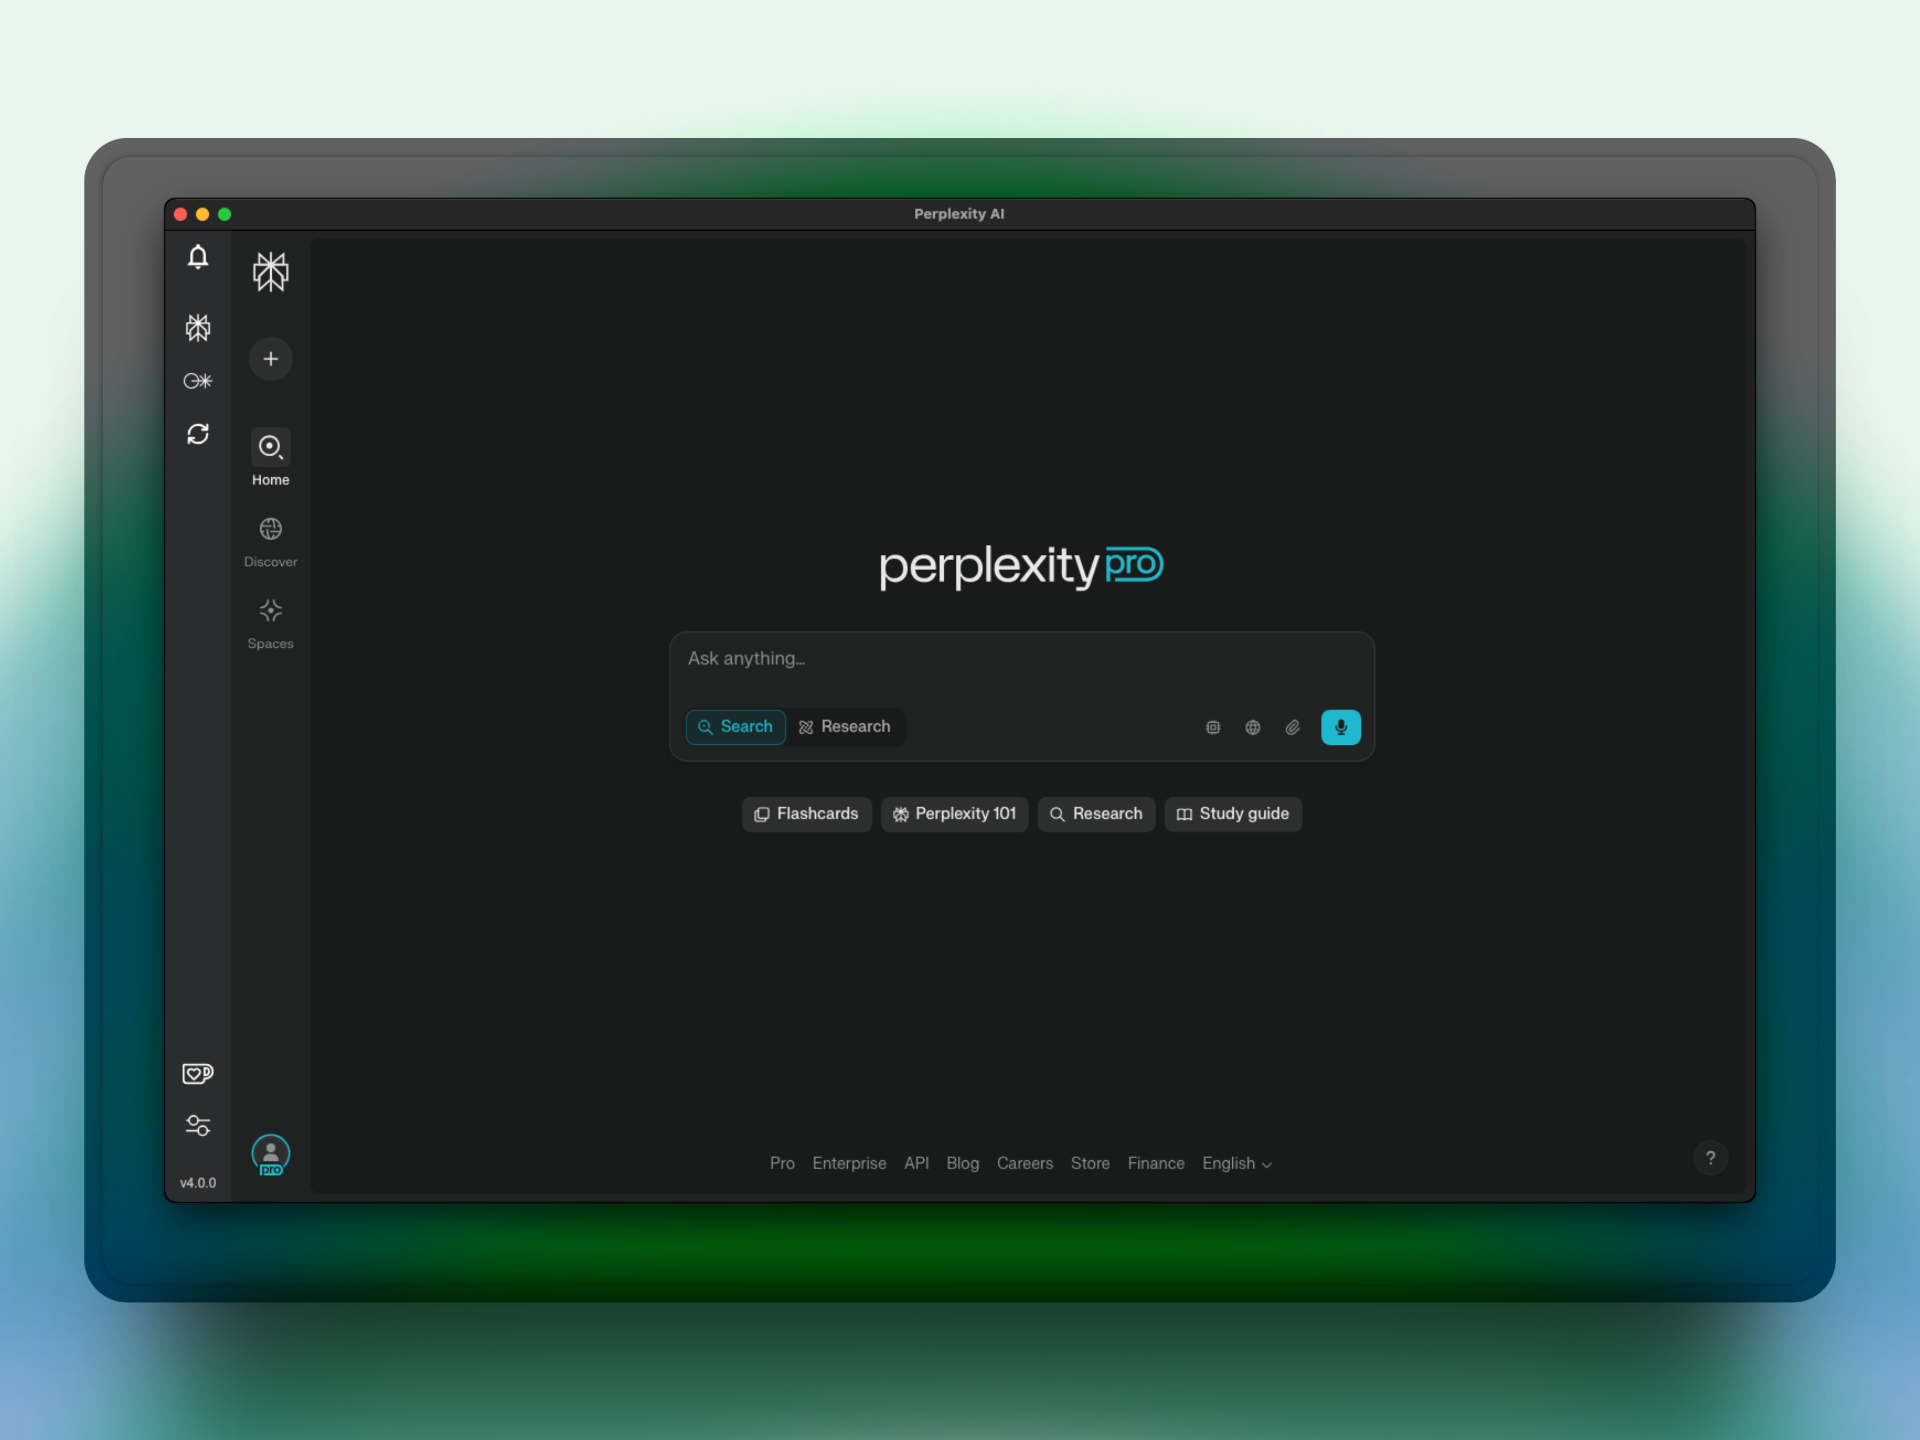 Perplexity AI
Home
Discover
Spaces
perplexity pro
Ask anything...
Search Research
Flashcards Perplexity 101 Research Study guide
pro
Pro Enterprise API Blog Careers Store Finance English
?
v4.0.0